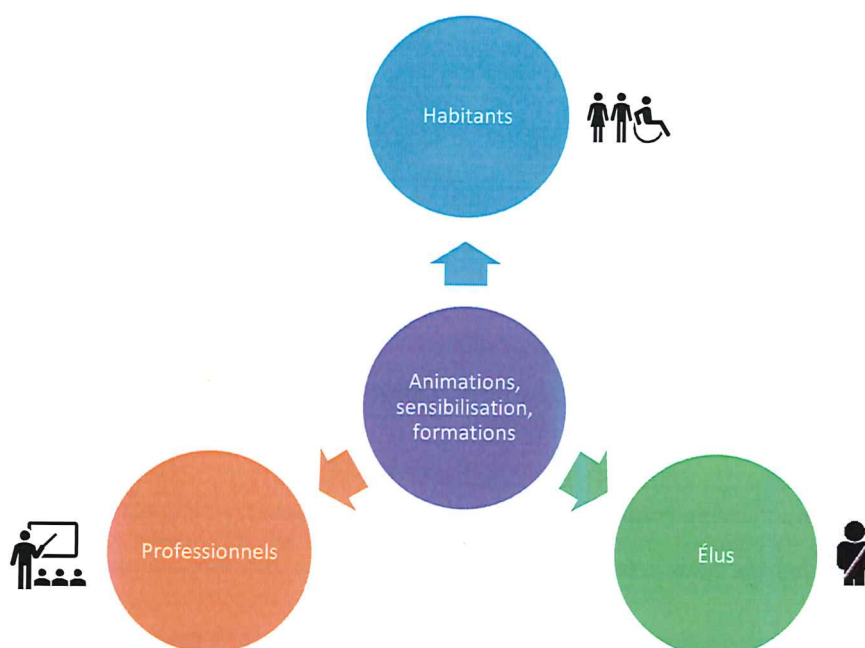 Habitants
Animations,
sensibilisation,
formations
Professionnels
Élus